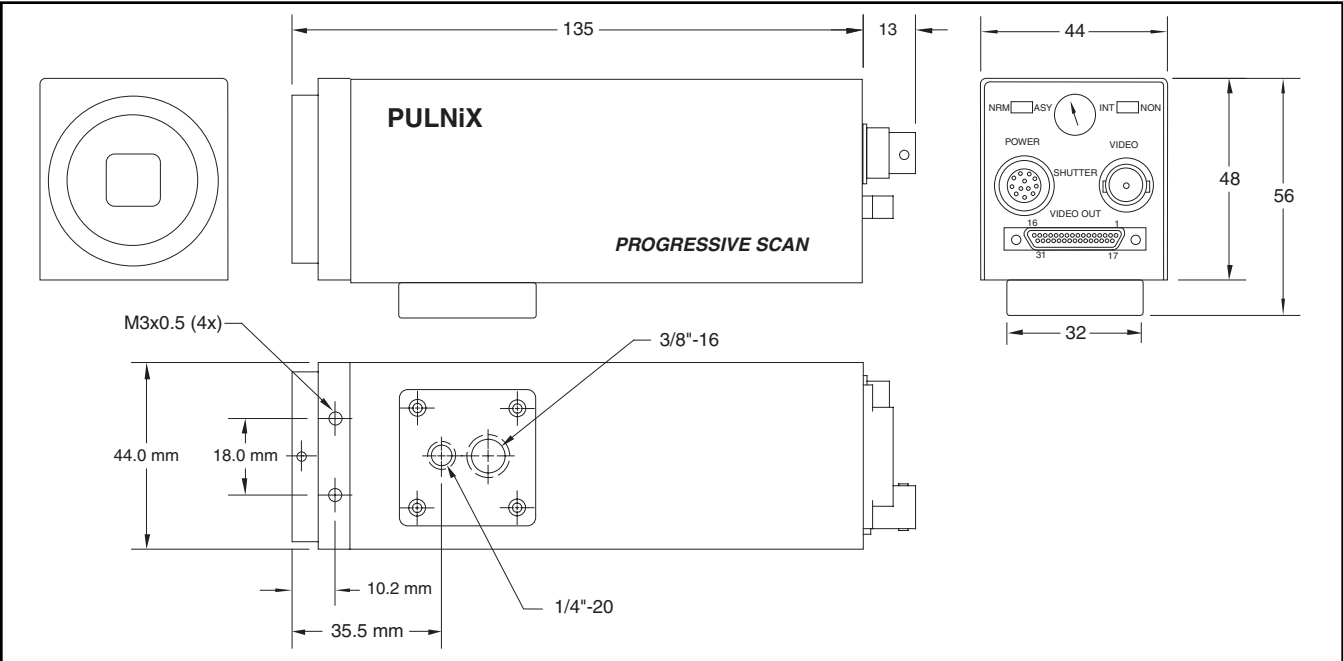 135
13
44
PULNiX
PROGRESSIVE SCAN
NRM ASY INT NON
POWER VIDEO
SHUTTER
VIDEO OUT
16 1
31 17
48
56
32
M3x0.5 (4x)
3/8"-16
44.0 mm
18.0 mm
10.2 mm
1/4"-20
35.5 mm